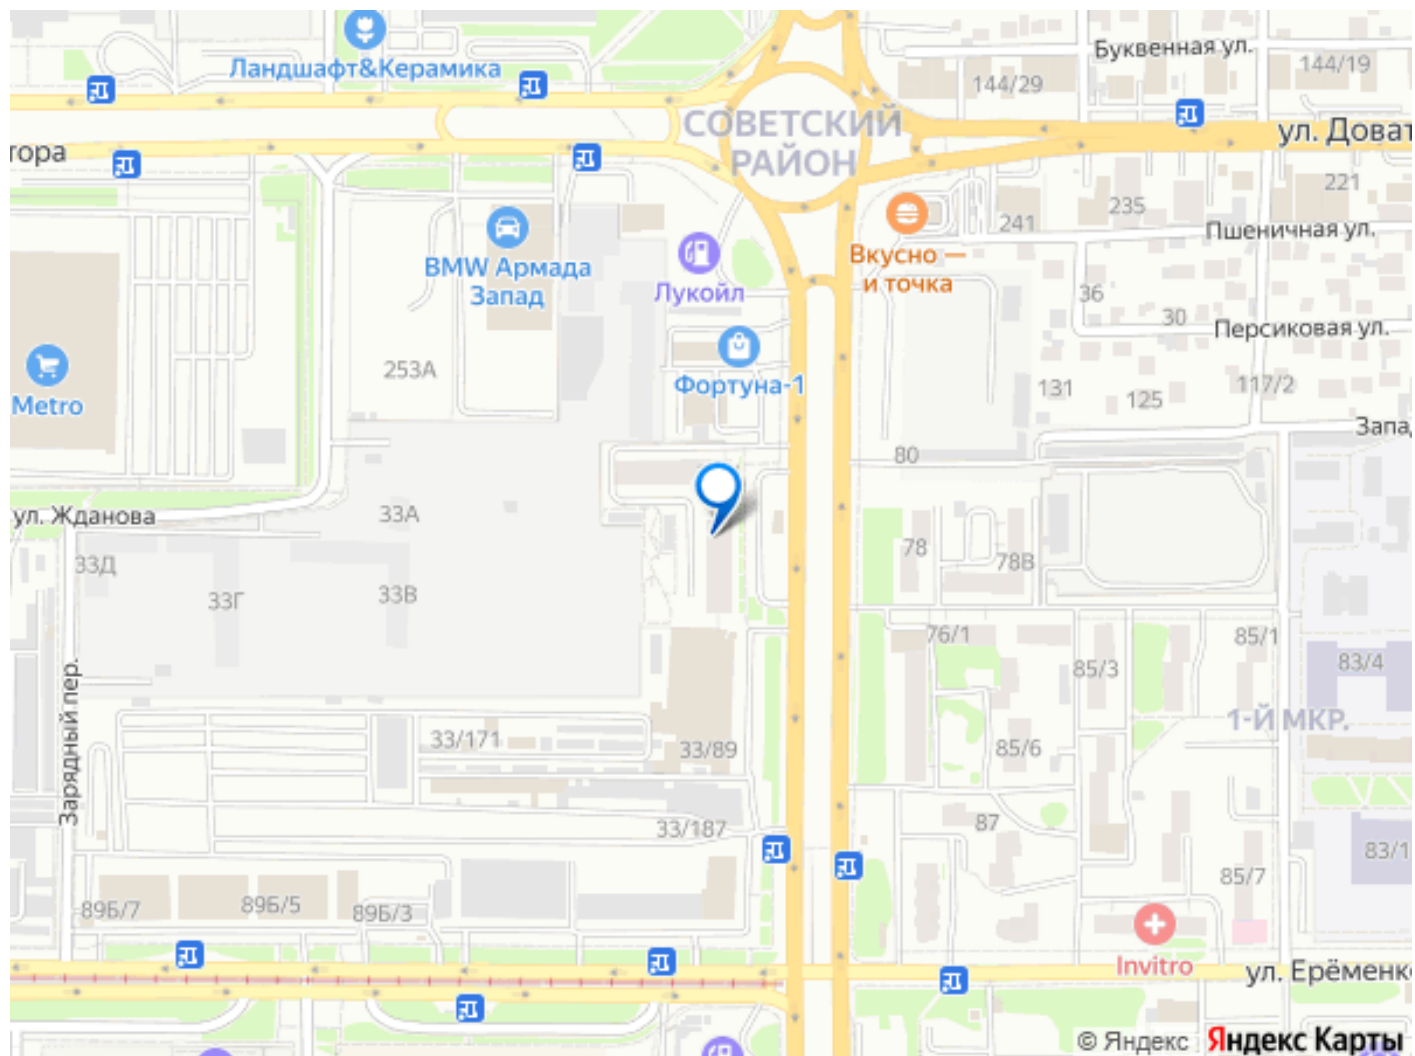 Буквенная ул.
Ландшафт&Керамика
144/19
144/29
СОВЕТСКИЙ
РАЙОН
ул. Доват
тора
221
235
241
Пшеничная ул.
BMW Армада
Запад
Вкусно —
и точка
Лукойл
36
30
Персиковая ул.
253А
Фортуна-1
131
125
117/2
Metro
Запад
80
ул. Жданова
33А
78
78В
33Д
33Г
33В
76/1
85/1
85/3
83/4
Зарядный пер.
1-Й МКР.
33/171
33/89
85/6
33/187
87
83/1
85/7
89Б/7
89Б/5
89Б/3
Invitro
ул. Ерёменко
© Яндекс
Яндекс Карты